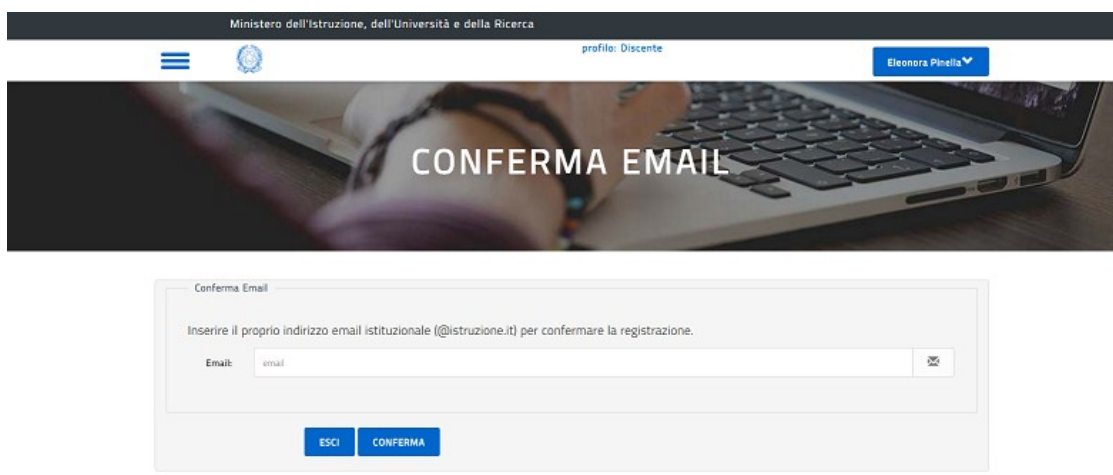 Ministero dell'Istruzione, dell'Università e della Ricerca
profilo: Discente
Eleonora Pinella
CONFERMA EMAIL
Conferma Email
Inserire il proprio indirizzo email istituzionale (@istruzione.it) per confermare la registrazione.
Email: email
ESCI CONFERMA